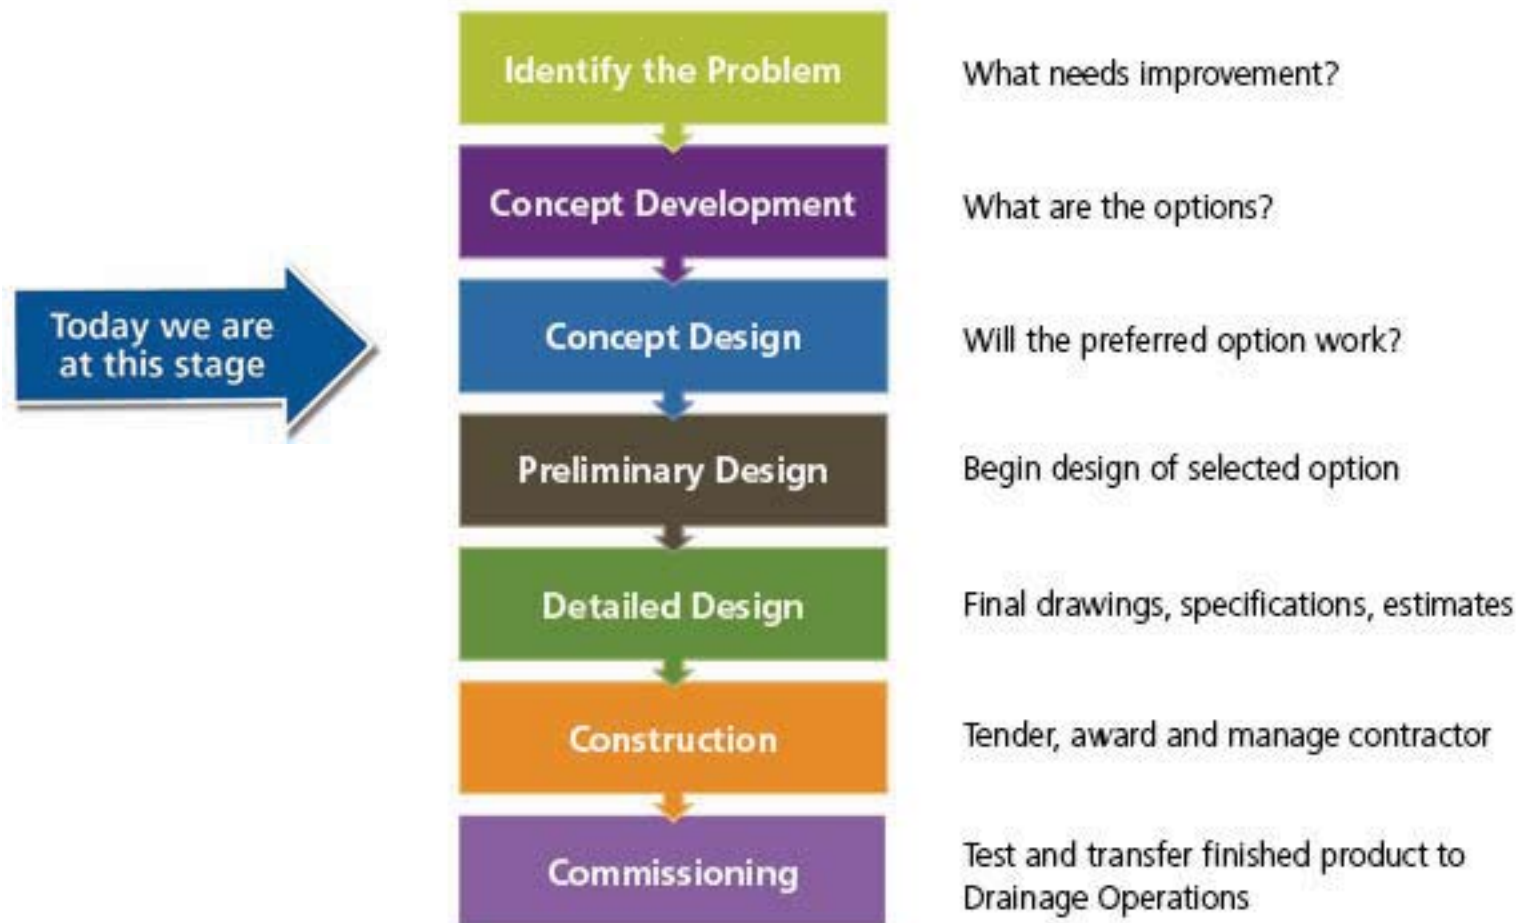 Identify the Problem
What needs improvement?
Concept Development
What are the options?
Today we are
at this stage
Concept Design
Will the preferred option work?
Preliminary Design
Begin design of selected option
Detailed Design
Final drawings, specifications, estimates
Construction
Tender, award and manage contractor
Commissioning
Test and transfer finished product to
Drainage Operations